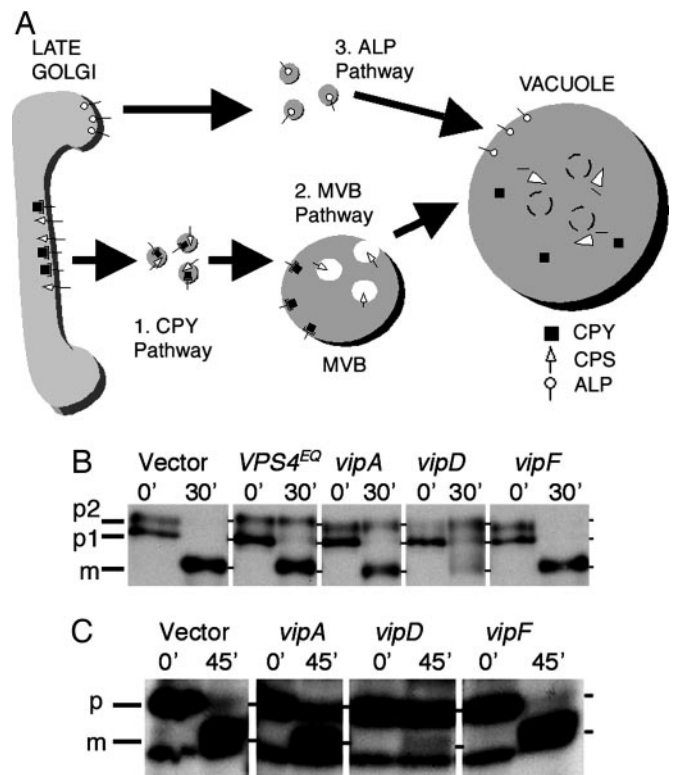 A
LATE
GOLGI
3. ALP
Pathway
VACUOLE
2. MVB
Pathway
1. CPY
Pathway
MVB
CPY
CPS
ALP
B
Vector VPS4EQ vipA vipD vipF
0' 30' 0' 30' 0' 30' 0' 30' 0' 30'
p2
p1
m
C
Vector vipA vipD vipF
0' 45' 0' 45' 0' 45' 0' 45'
p
m